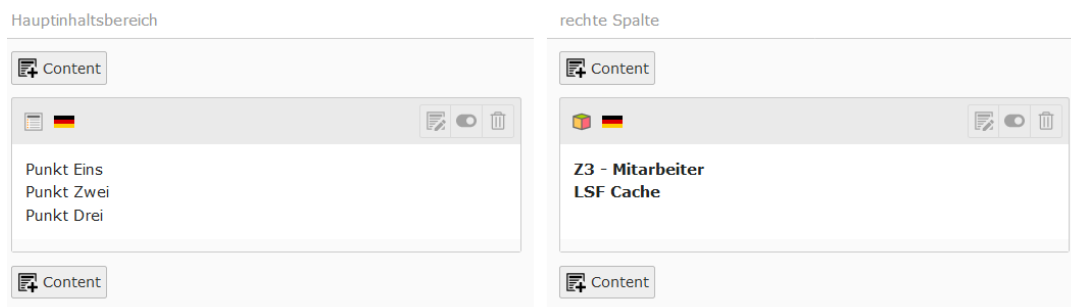 Hauptinhaltsbereich
Content
Punkt Eins
Punkt Zwei
Punkt Drei
Content
rechte Spalte
Content
Z3 - Mitarbeiter
LSF Cache
Content